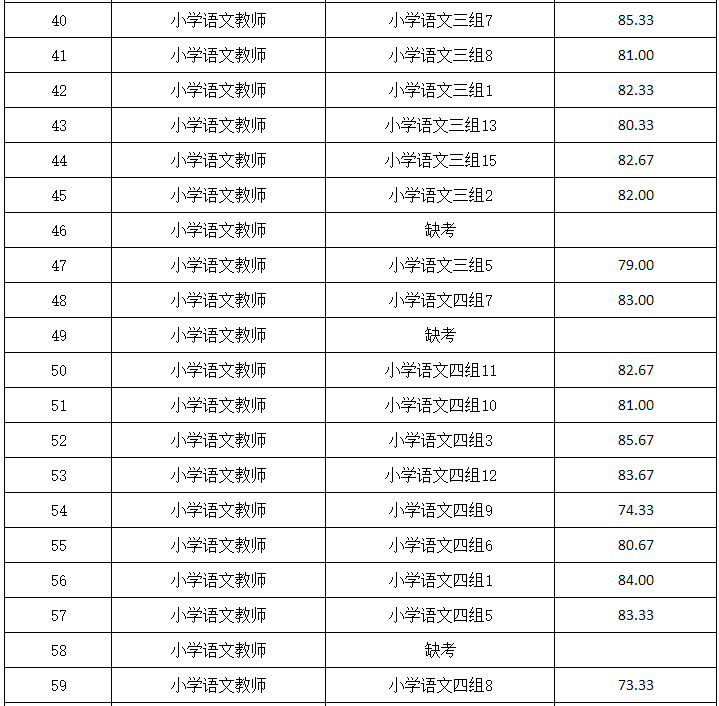 40 小学语文教师 小学语文三组7 85.33
41 小学语文教师 小学语文三组8 81.00
42 小学语文教师 小学语文三组1 82.33
43 小学语文教师 小学语文三组13 80.33
44 小学语文教师 小学语文三组15 82.67
45 小学语文教师 小学语文三组2 82.00
46 小学语文教师 缺考
47 小学语文教师 小学语文三组5 79.00
48 小学语文教师 小学语文四组7 83.00
49 小学语文教师 缺考
50 小学语文教师 小学语文四组11 82.67
51 小学语文教师 小学语文四组10 81.00
52 小学语文教师 小学语文四组3 85.67
53 小学语文教师 小学语文四组12 83.67
54 小学语文教师 小学语文四组9 74.33
55 小学语文教师 小学语文四组6 80.67
56 小学语文教师 小学语文四组1 84.00
57 小学语文教师 小学语文四组5 83.33
58 小学语文教师 缺考
59 小学语文教师 小学语文四组8 73.33